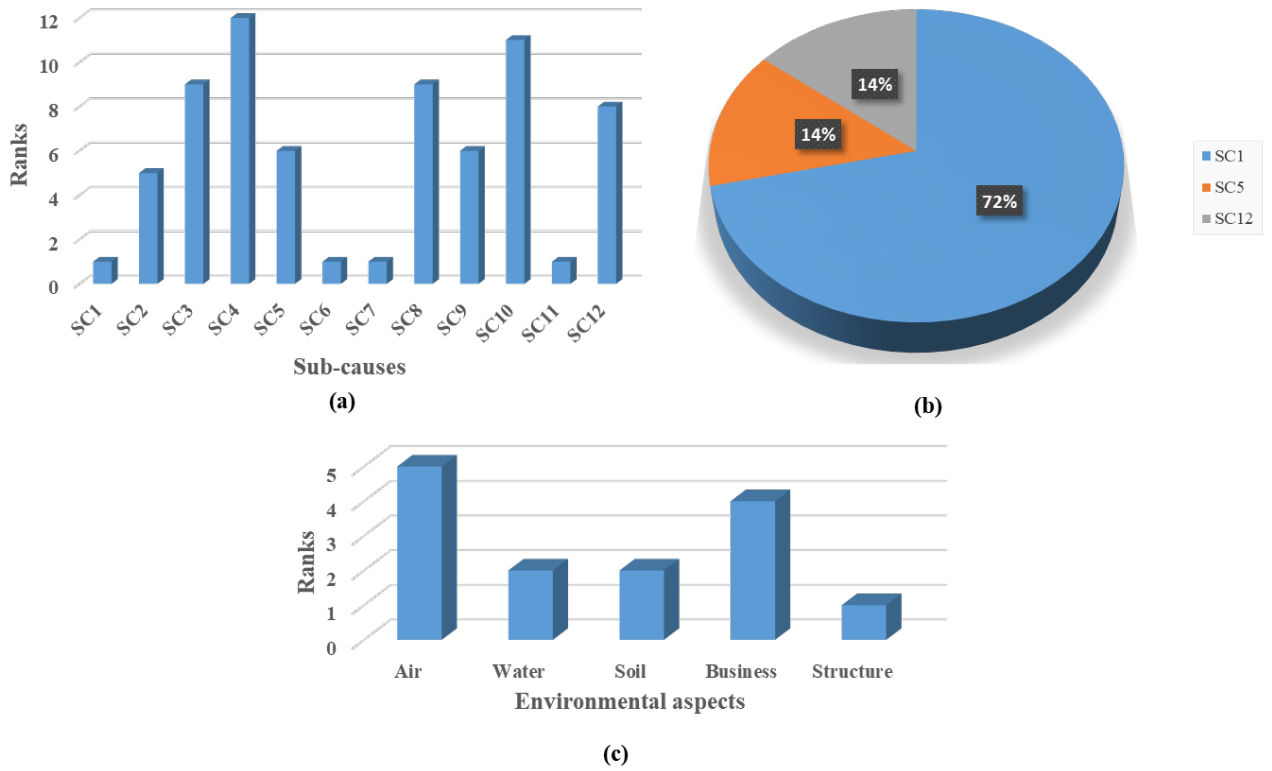 12
10
8
6
4
2
0
Ranks
SC1 SC2 SC3 SC4 SC5 SC6 SC7 SC8 SC9 SC10 SC11 SC12
Sub-causes
(a)
14%
14%
72%
SC1
SC5
SC12
(b)
5
4
3
2
1
0
Ranks
Air Water Soil Business Structure
Environmental aspects
(c)